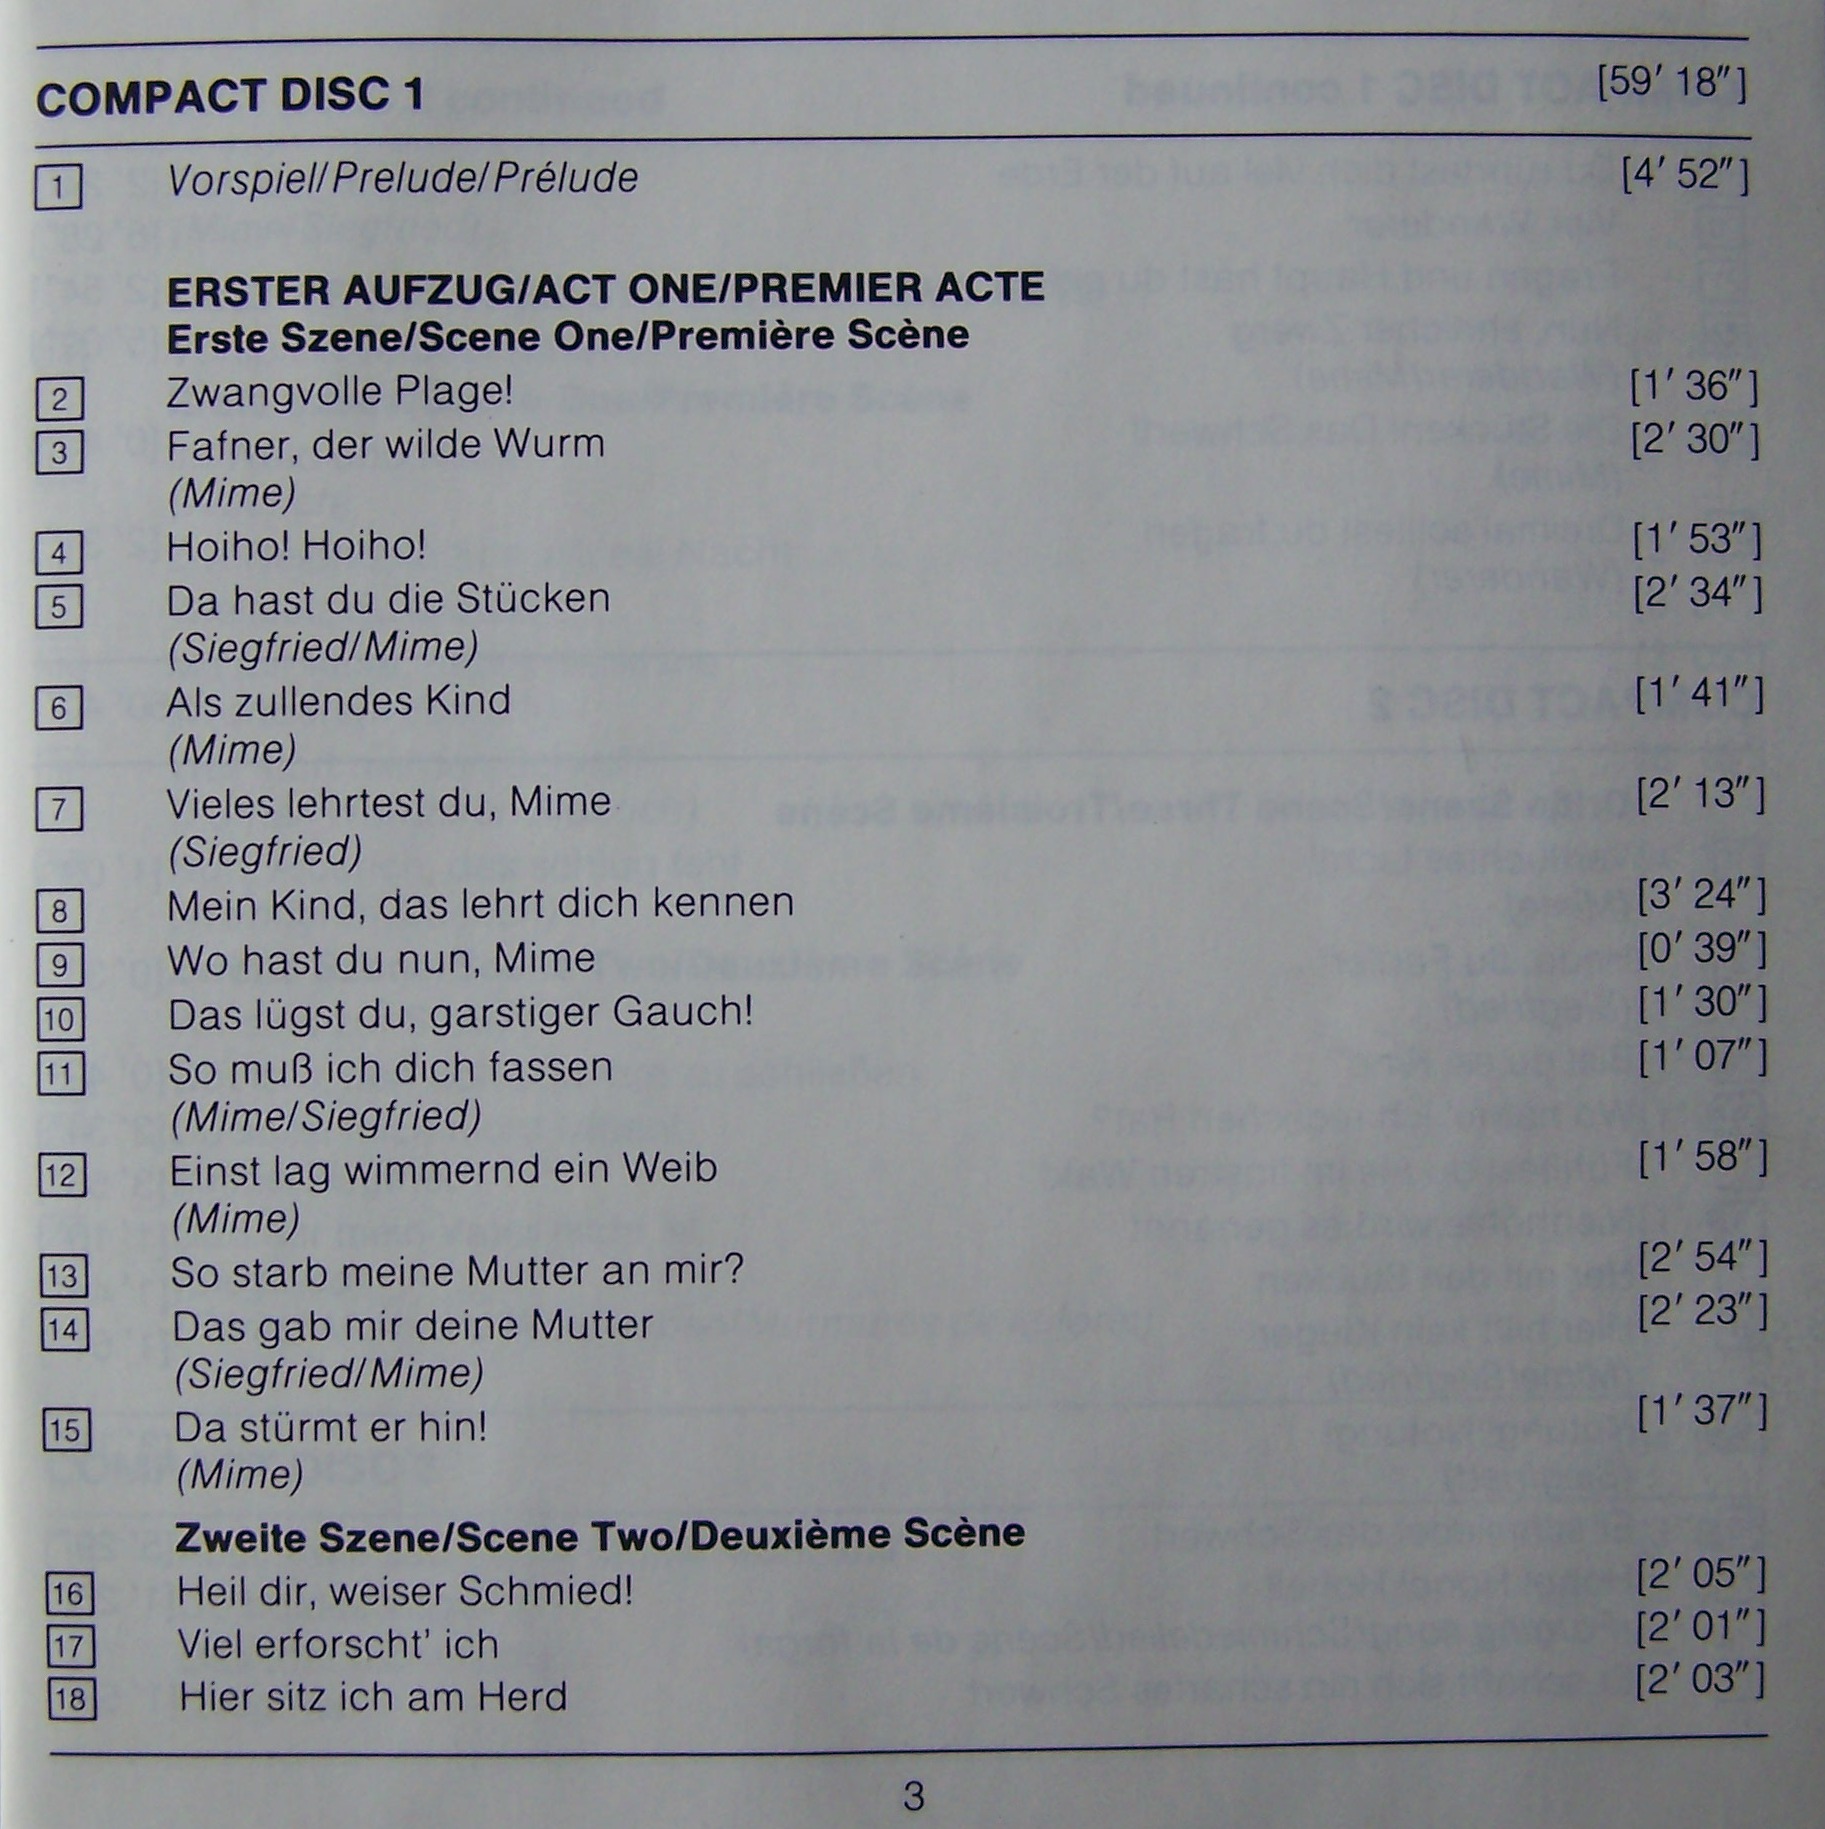 COMPACT DISC 1 [59′ 18″]
1 Vorspiel/Prelude/Prélude [4′ 52″]
ERSTER AUFZUG/ACT ONE/PREMIER ACTE
Erste Szene/Scene One/Première Scène
2 Zwangvolle Plage! [1′ 36″]
3 Fafner, der wilde Wurm [2′ 30″]
(Mime)
4 Hoiho! Hoiho! [1′ 53″]
5 Da hast du die Stücken [2′ 34″]
(Siegfried/Mime)
6 Als zullendes Kind [1′ 41″]
(Mime)
7 Vieles lehrtest du, Mime [2′ 13″]
(Siegfried)
8 Mein Kind, das lehrt dich kennen [3′ 24″]
9 Wo hast du nun, Mime [0′ 39″]
10 Das lügst du, garstiger Gauch! [1′ 30″]
11 So muß ich dich fassen [1′ 07″]
(Mime/Siegfried)
12 Einst lag wimmernd ein Weib [1′ 58″]
(Mime)
13 So starb meine Mutter an mir? [2′ 54″]
14 Das gab mir deine Mutter [2′ 23″]
(Siegfried/Mime)
15 Da stürmt er hin! [1′ 37″]
(Mime)
Zweite Szene/Scene Two/Deuxième Scène
16 Heil dir, weiser Schmied! [2′ 05″]
17 Viel erforscht’ ich [2′ 01″]
18 Hier sitz ich am Herd [2′ 03″]
3